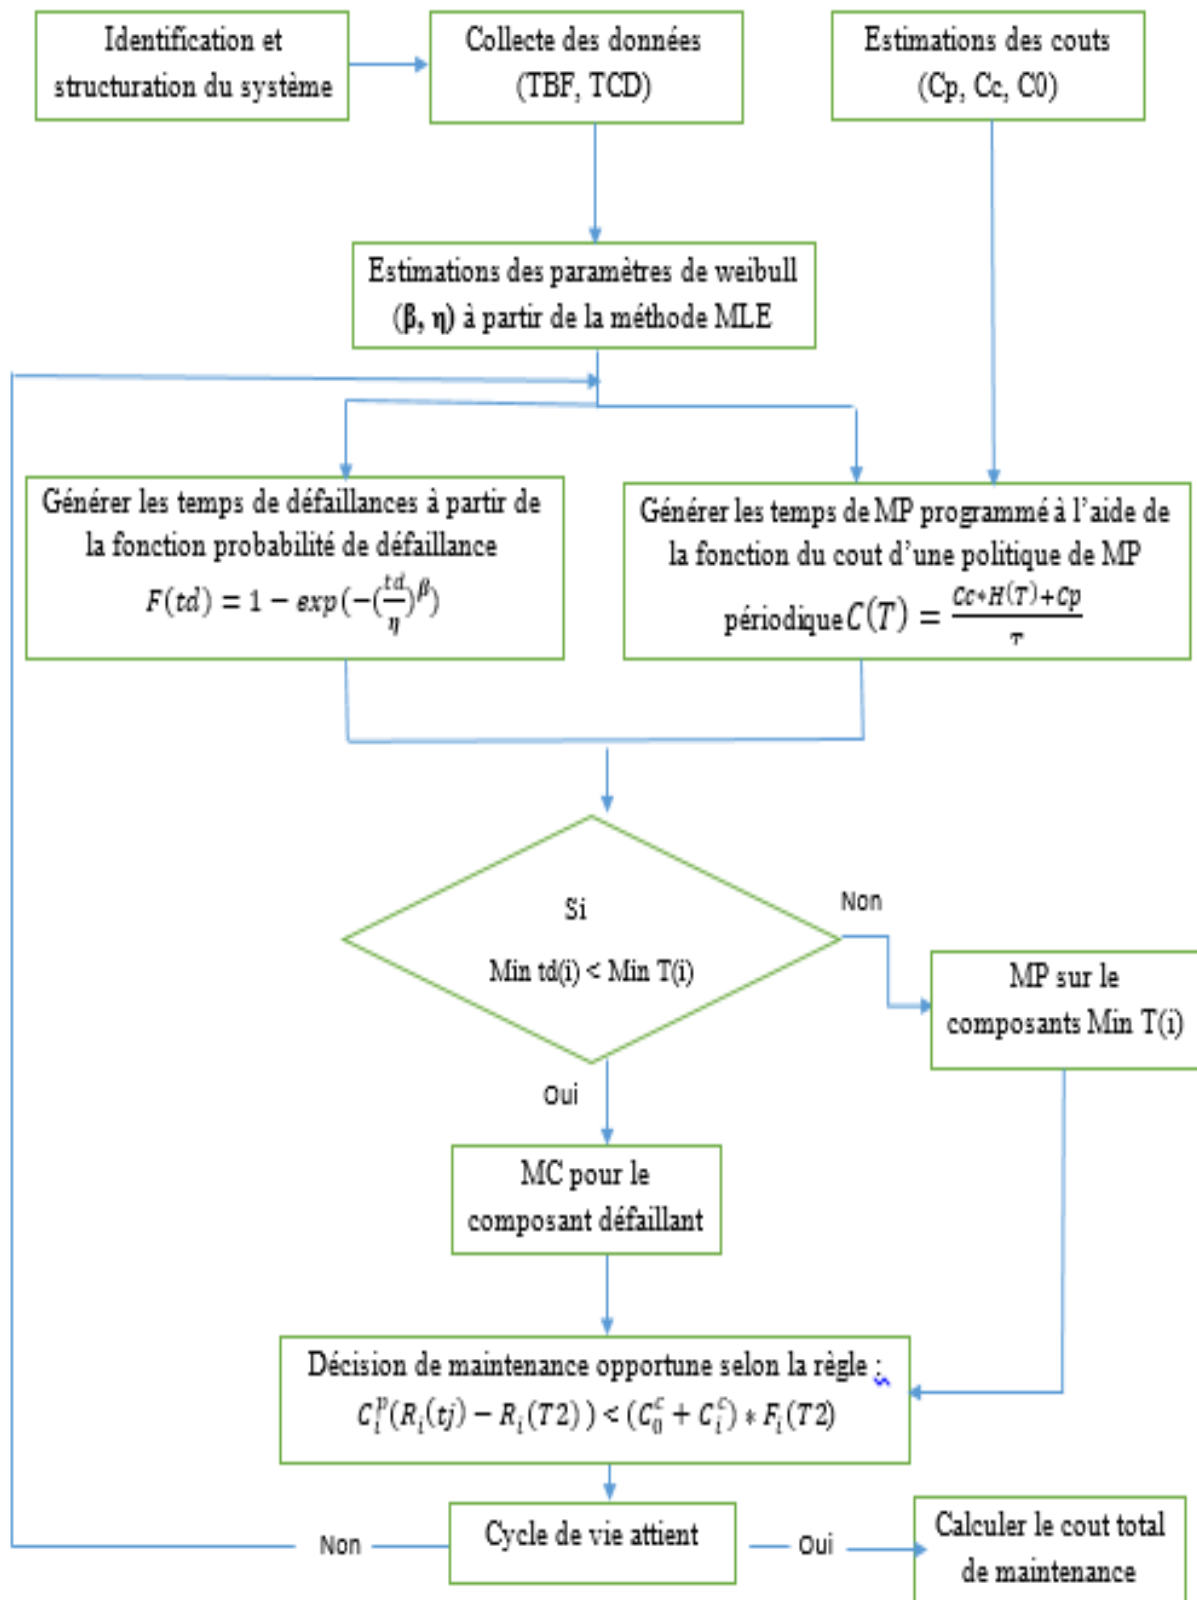 Identification et
structuration du système
Collecte des données
(TBF, TCD)
Estimations des couts
(Cp, Cc, C0)
Estimations des paramètres de weibull
(β, η) à partir de la méthode MLE
Générer les temps de défaillances à partir de
la fonction probabilité de défaillance
F(td) = 1 − exp(−(td/η)^β)
Générer les temps de MP programmé à l’aide de
la fonction du cout d’une politique de MP
périodique C(T) = (Cc*H(T)+Cp)/T
Si
Min td(i) < Min T(i)
Non
MP sur le
composants Min T(i)
Oui
MC pour le
composant défaillant
Décision de maintenance opportune selon la règle :
C_i^p(R_i(tj) − R_i(T2)) < (C_0^c + C_i^c) * F_i(T2)
Cycle de vie attient
Non
Oui
Calculer le cout total
de maintenance